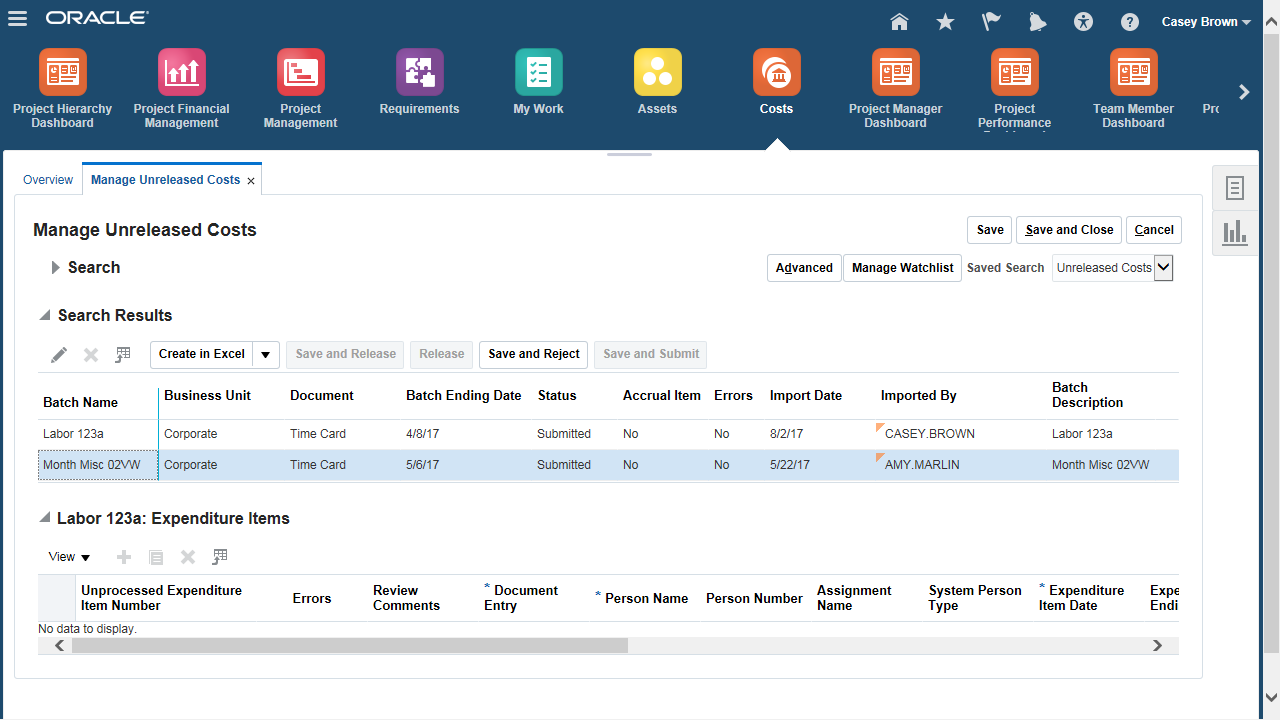 ORACLE
Casey Brown
Project Hierarchy Dashboard
Project Financial Management
Project Management
Requirements
My Work
Assets
Costs
Project Manager Dashboard
Project Performance
Team Member Dashboard
Overview
Manage Unreleased Costs ×
Manage Unreleased Costs
Save
Save and Close
Cancel
Search
Advanced
Manage Watchlist
Saved Search
Unreleased Costs
Search Results
Create in Excel
Save and Release
Release
Save and Reject
Save and Submit
Batch Name Business Unit Document Batch Ending Date Status Accrual Item Errors Import Date Imported By Batch Description
Labor 123a Corporate Time Card 4/8/17 Submitted No No 8/2/17 CASEY.BROWN Labor 123a
Month Misc 02VW Corporate Time Card 5/6/17 Submitted No No 5/22/17 AMY.MARLIN Month Misc 02VW
Labor 123a: Expenditure Items
View
Unprocessed Expenditure Item Number Errors Review Comments * Document Entry * Person Name Person Number Assignment Name System Person Type * Expenditure Item Date
No data to display.